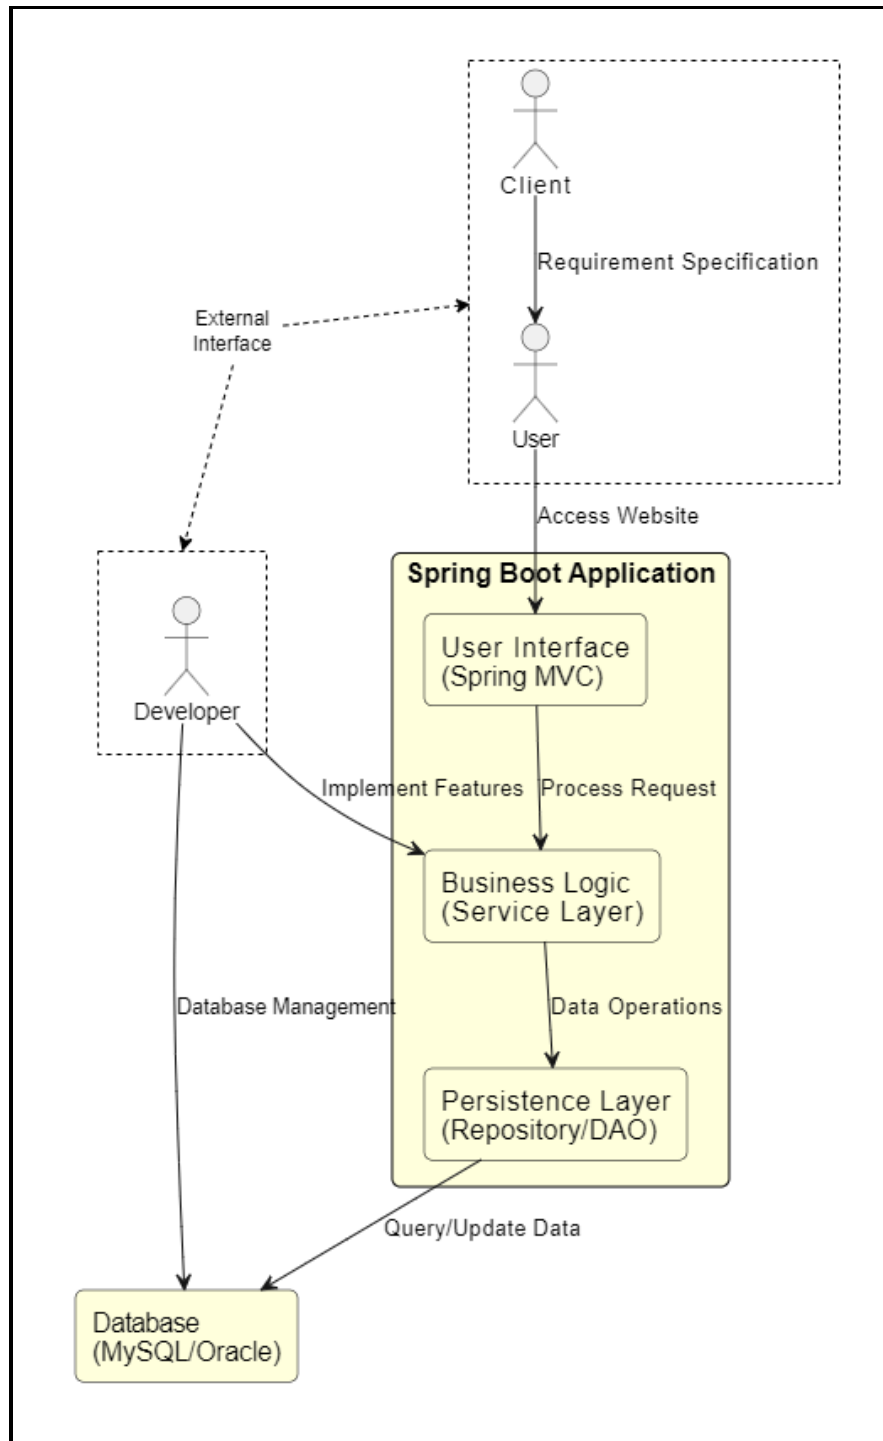 Client
Requirement Specification
External
Interface
User
Access Website
Spring Boot Application
User Interface
(Spring MVC)
Developer
Implement Features
Process Request
Business Logic
(Service Layer)
Database Management
Data Operations
Persistence Layer
(Repository/DAO)
Query/Update Data
Database
(MySQL/Oracle)